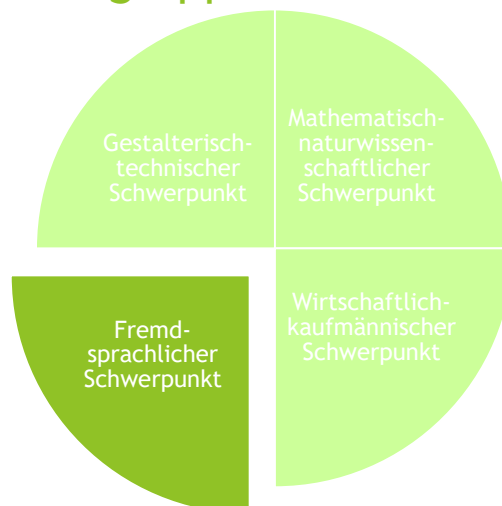 Gestalterisch-
technischer
Schwerpunkt
Mathematisch-
naturwissen-
schaftlicher
Schwerpunkt
Fremd-
sprachlicher
Schwerpunkt
Wirtschaftlich-
kaufmännischer
Schwerpunkt